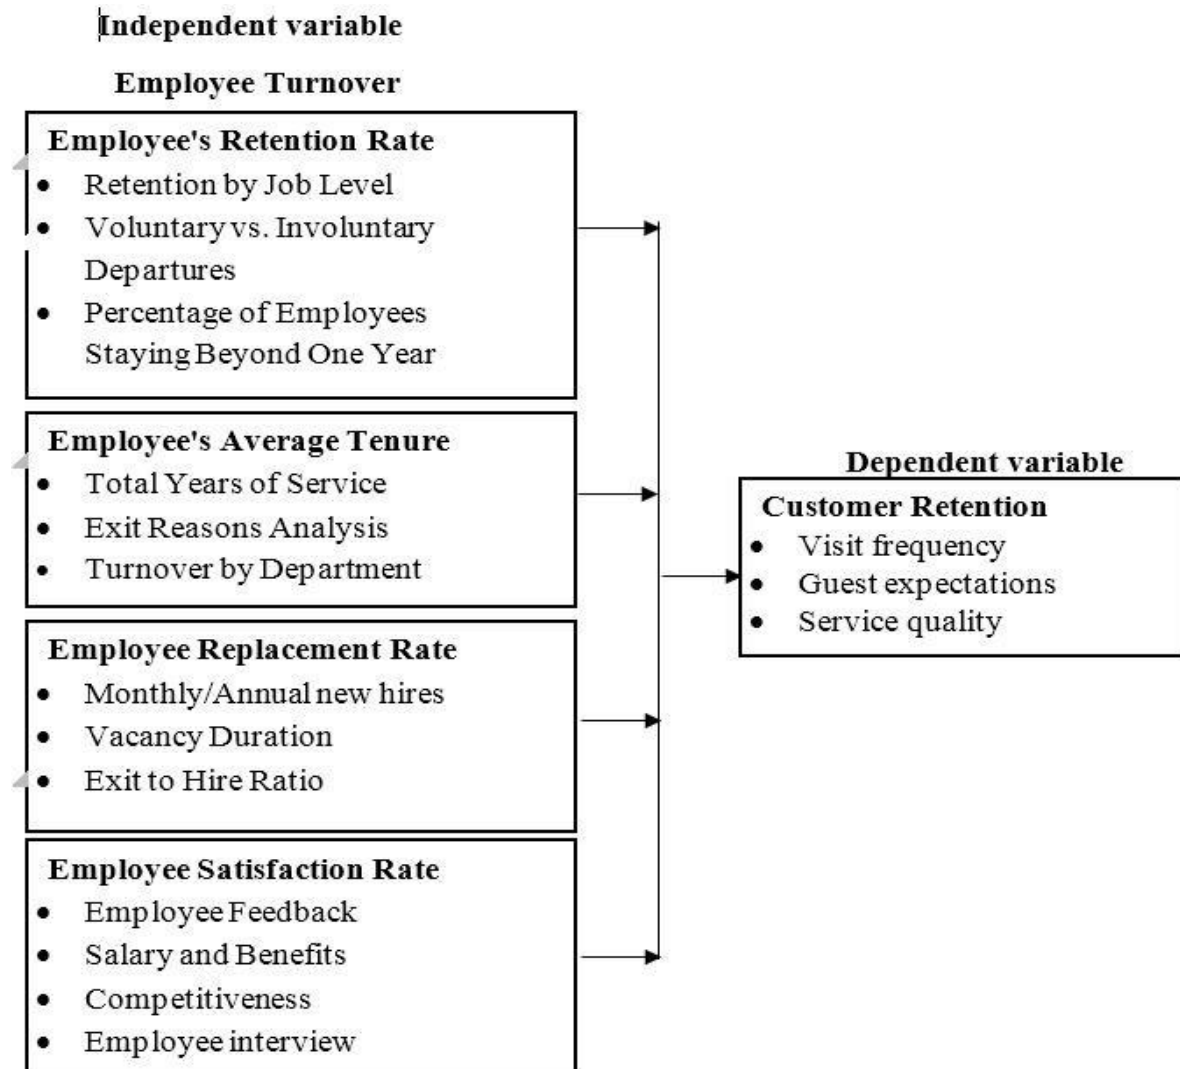 Independent variable
Employee Turnover
Employee's Retention Rate
• Retention by Job Level
• Voluntary vs. Involuntary
Departures
• Percentage of Employees
Staying Beyond One Year
Employee's Average Tenure
• Total Years of Service
• Exit Reasons Analysis
• Turnover by Department
Employee Replacement Rate
• Monthly/Annual new hires
• Vacancy Duration
• Exit to Hire Ratio
Employee Satisfaction Rate
• Employee Feedback
• Salary and Benefits
• Competitiveness
• Employee interview
Dependent variable
Customer Retention
• Visit frequency
• Guest expectations
• Service quality